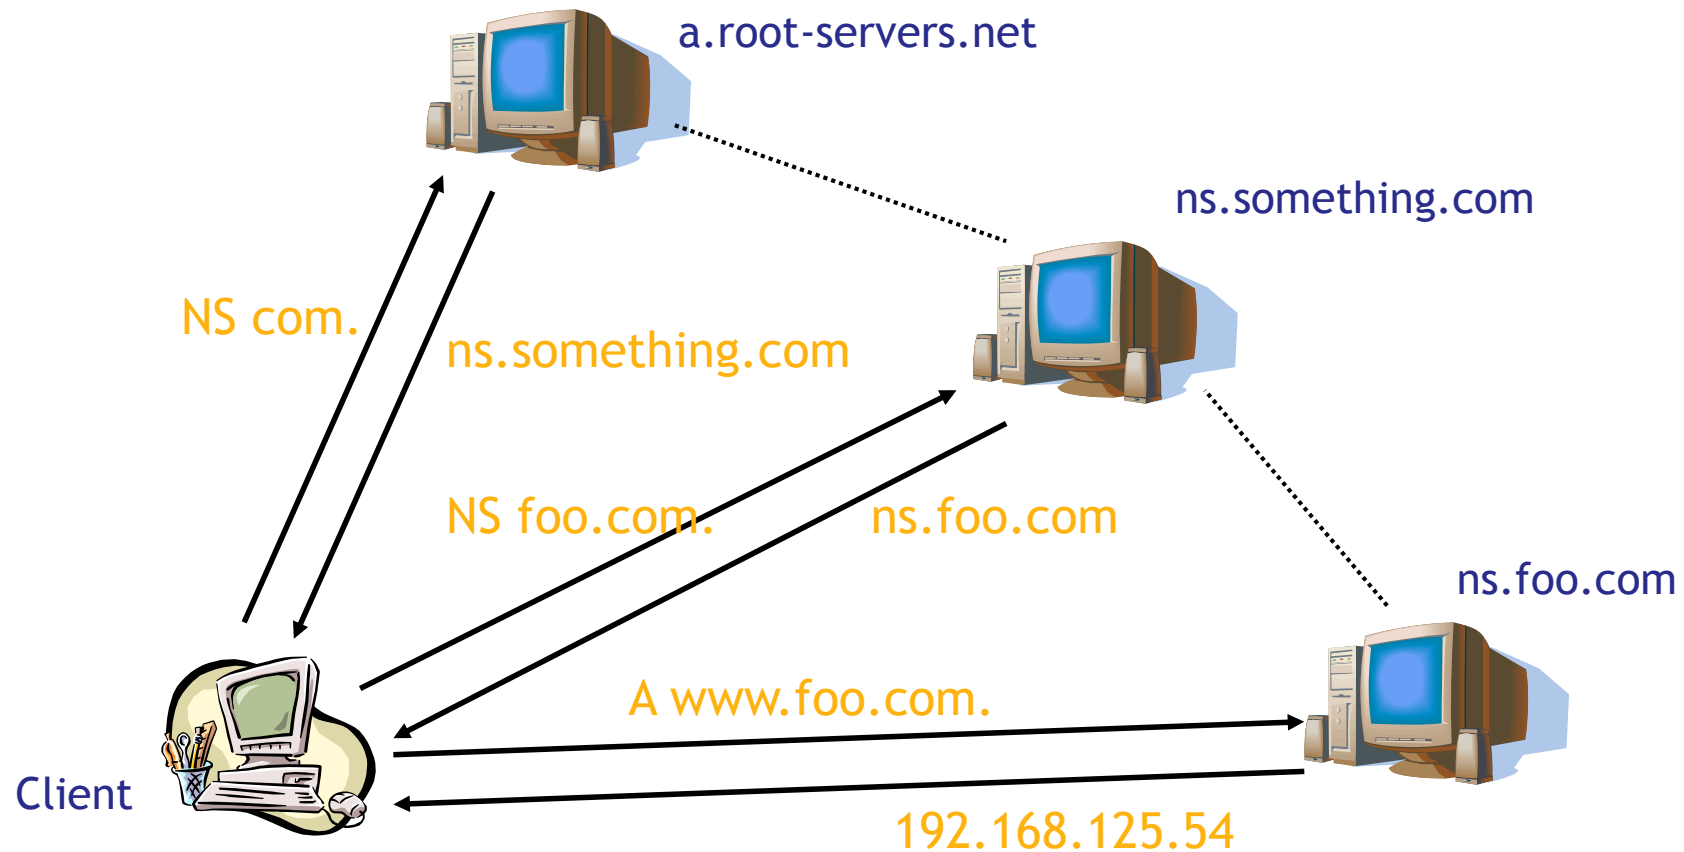 a.root-servers.net
ns.something.com
NS com.
ns.something.com
NS foo.com.
ns.foo.com
ns.foo.com
A www.foo.com.
Client
192.168.125.54